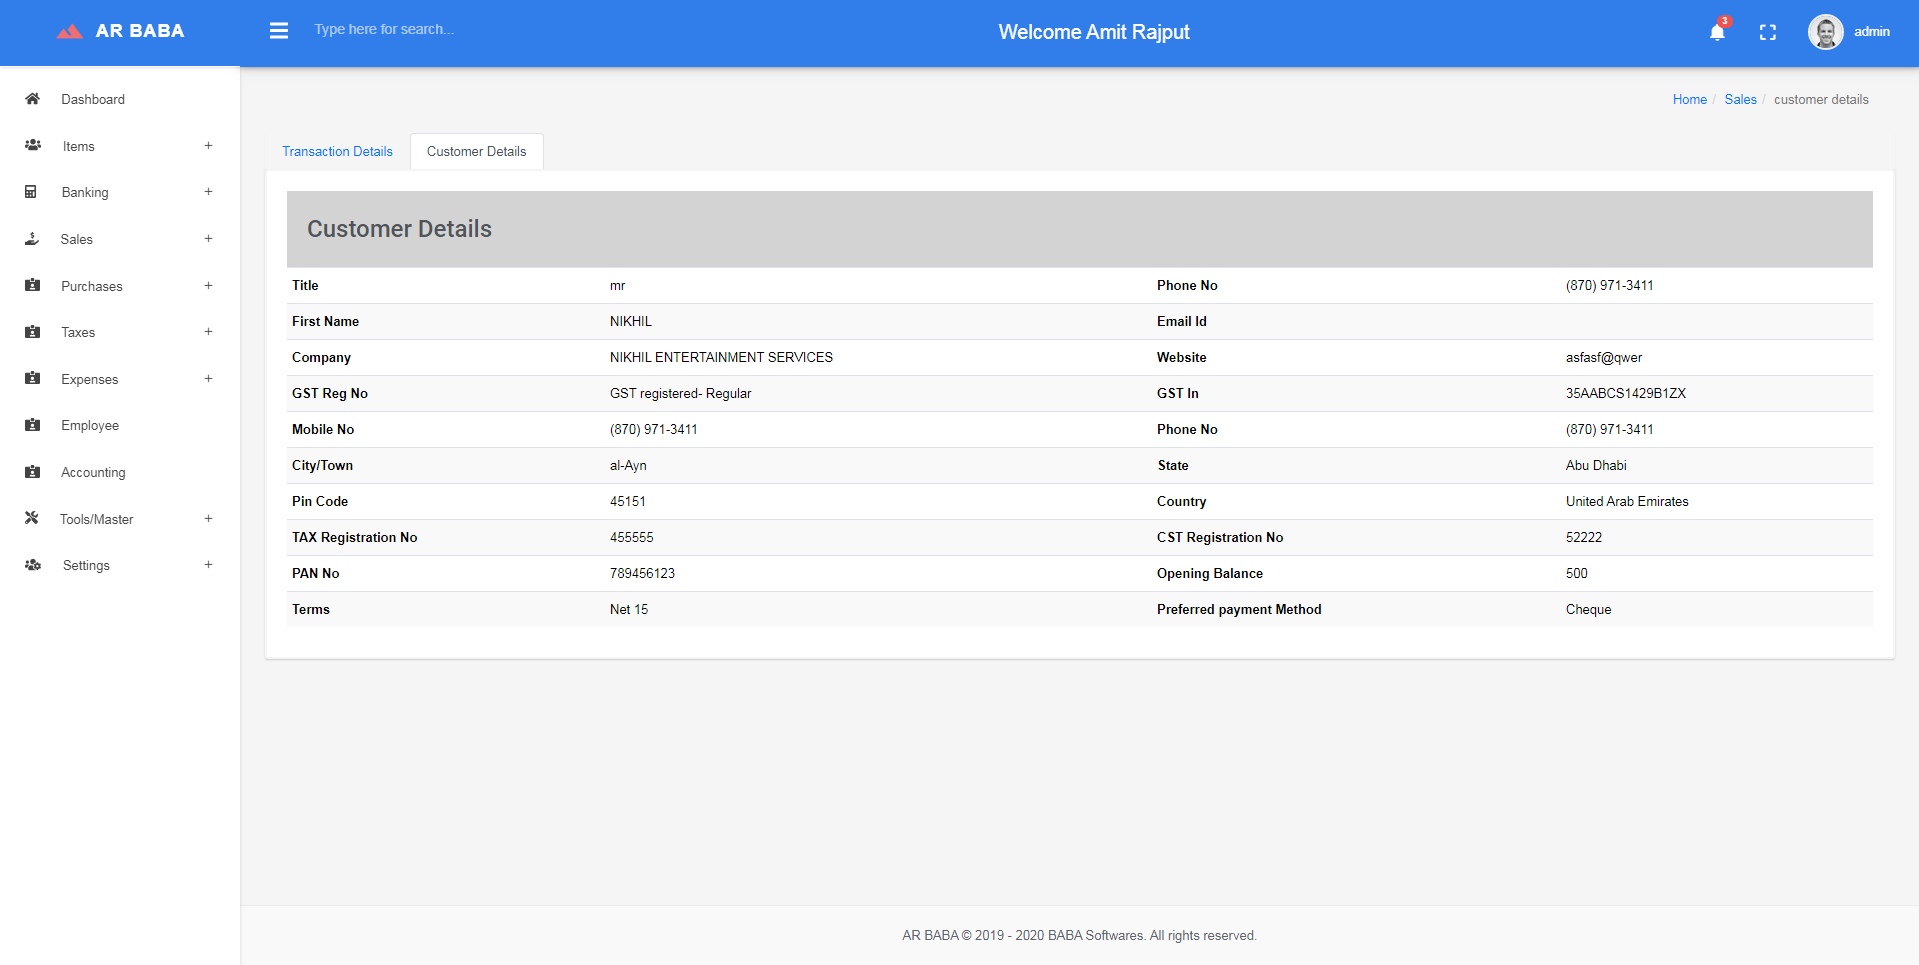 AR BABA
Type here for search...
Welcome Amit Rajput
3
admin
Dashboard
Items +
Banking +
Sales +
Purchases +
Taxes +
Expenses +
Employee
Accounting
Tools/Master +
Settings +
Home / Sales / customer details
Transaction Details
Customer Details
Customer Details
Title mr Phone No (870) 971-3411
First Name NIKHIL Email Id
Company NIKHIL ENTERTAINMENT SERVICES Website asfasf@qwer
GST Reg No GST registered- Regular GST In 35AABCS1429B1ZX
Mobile No (870) 971-3411 Phone No (870) 971-3411
City/Town al-Ayn State Abu Dhabi
Pin Code 45151 Country United Arab Emirates
TAX Registration No 455555 CST Registration No 52222
PAN No 789456123 Opening Balance 500
Terms Net 15 Preferred payment Method Cheque
AR BABA © 2019 - 2020 BABA Softwares. All rights reserved.